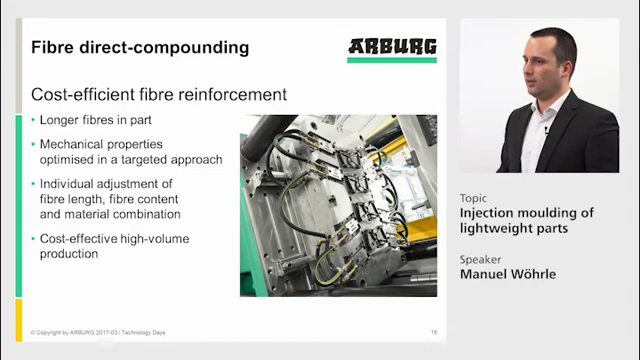 Fibre direct-compounding
ARBURG
Cost-efficient fibre reinforcement
• Longer fibres in part
• Mechanical properties
optimised in a targeted approach
• Individual adjustment of
fibre length, fibre content
and material combination
• Cost-effective high-volume
production
© Copyright by ARBURG 2017-03 / Technology Days
16
Topic
Injection moulding of
lightweight parts
Speaker
Manuel Wöhrle